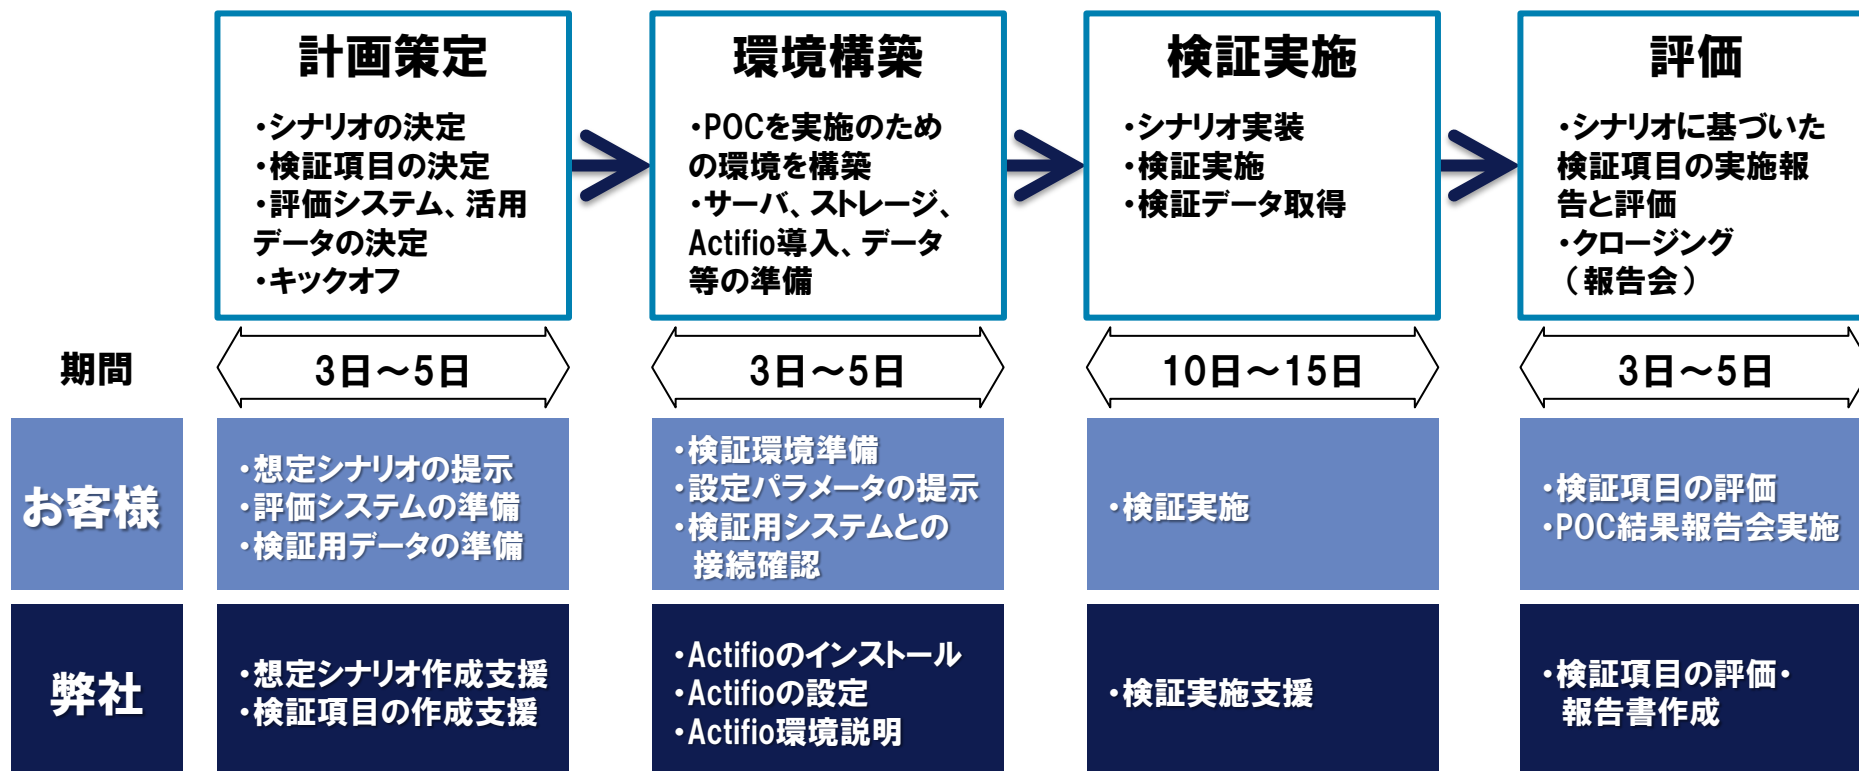 計画策定
・シナリオの決定
・検証項目の決定
・評価システム、活用
データの決定
・キックオフ
環境構築
・POCを実施のため
の環境を構築
・サーバ、ストレージ、
Actifio導入、データ
等の準備
検証実施
・シナリオ実装
・検証実施
・検証データ取得
評価
・シナリオに基づいた
検証項目の実施報
告と評価
・クロージング
（報告会）
期間
3日～5日
3日～5日
10日～15日
3日～5日
お客様
・想定シナリオの提示
・評価システムの準備
・検証用データの準備
・検証環境準備
・設定パラメータの提示
・検証用システムとの
接続確認
・検証実施
・検証項目の評価
・POC結果報告会実施
弊社
・想定シナリオ作成支援
・検証項目の作成支援
・Actifioのインストール
・Actifioの設定
・Actifio環境説明
・検証実施支援
・検証項目の評価・
報告書作成